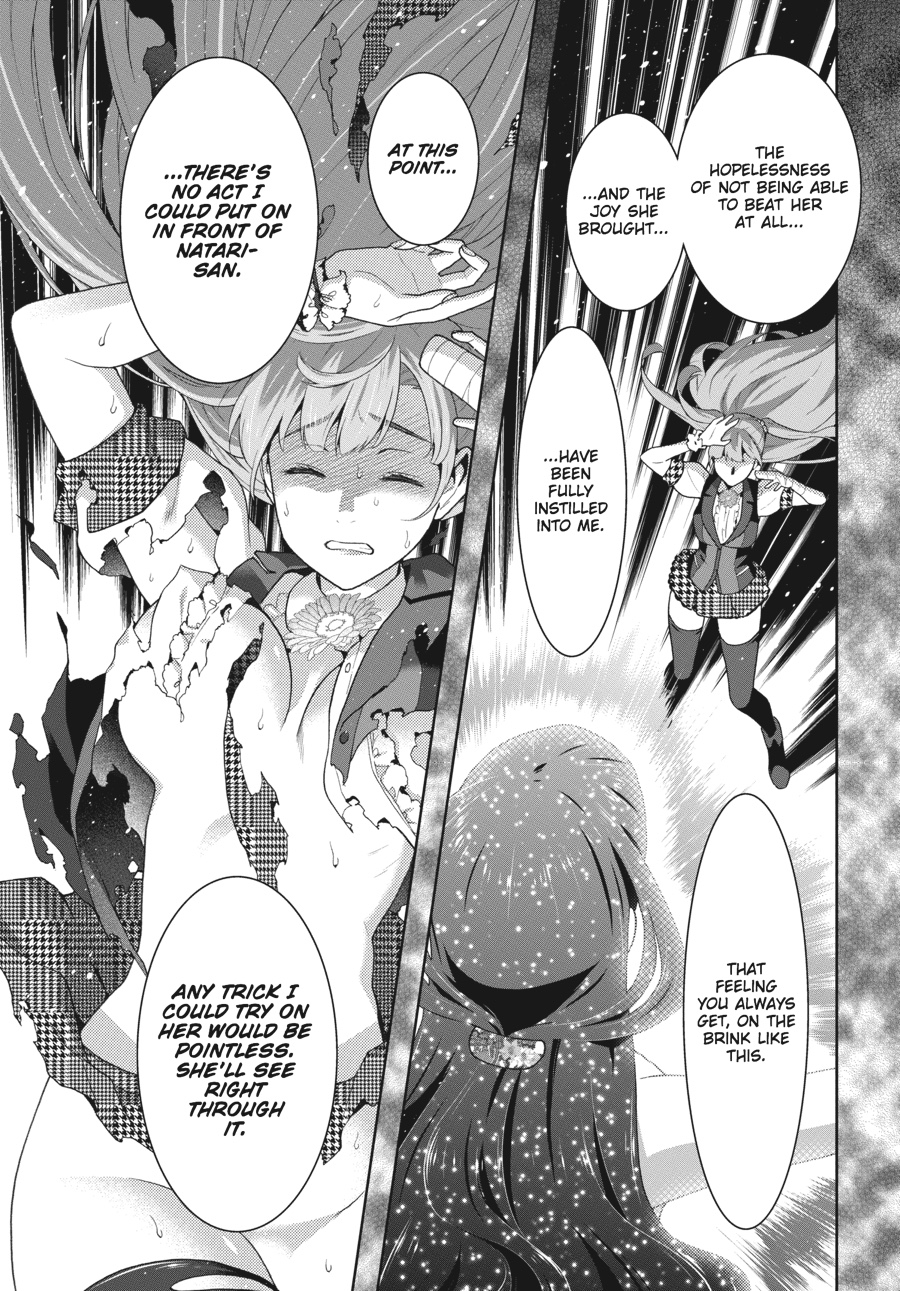 THE
HOPELESSNESS
OF NOT BEING ABLE
TO BEAT HER
AT ALL...
...AND THE
JOY SHE
BROUGHT...
...HAVE
BEEN
FULLY
INSTILLED
INTO ME.
THAT
FEELING
YOU ALWAYS
GET, ON THE
BRINK LIKE
THIS.
AT THIS
POINT...
...THERE'S
NO ACT I
COULD PUT ON
IN FRONT OF
NATARI-
SAN.
ANY TRICK I
COULD TRY ON
HER WOULD BE
POINTLESS.
SHE'LL SEE
RIGHT
THROUGH
IT.